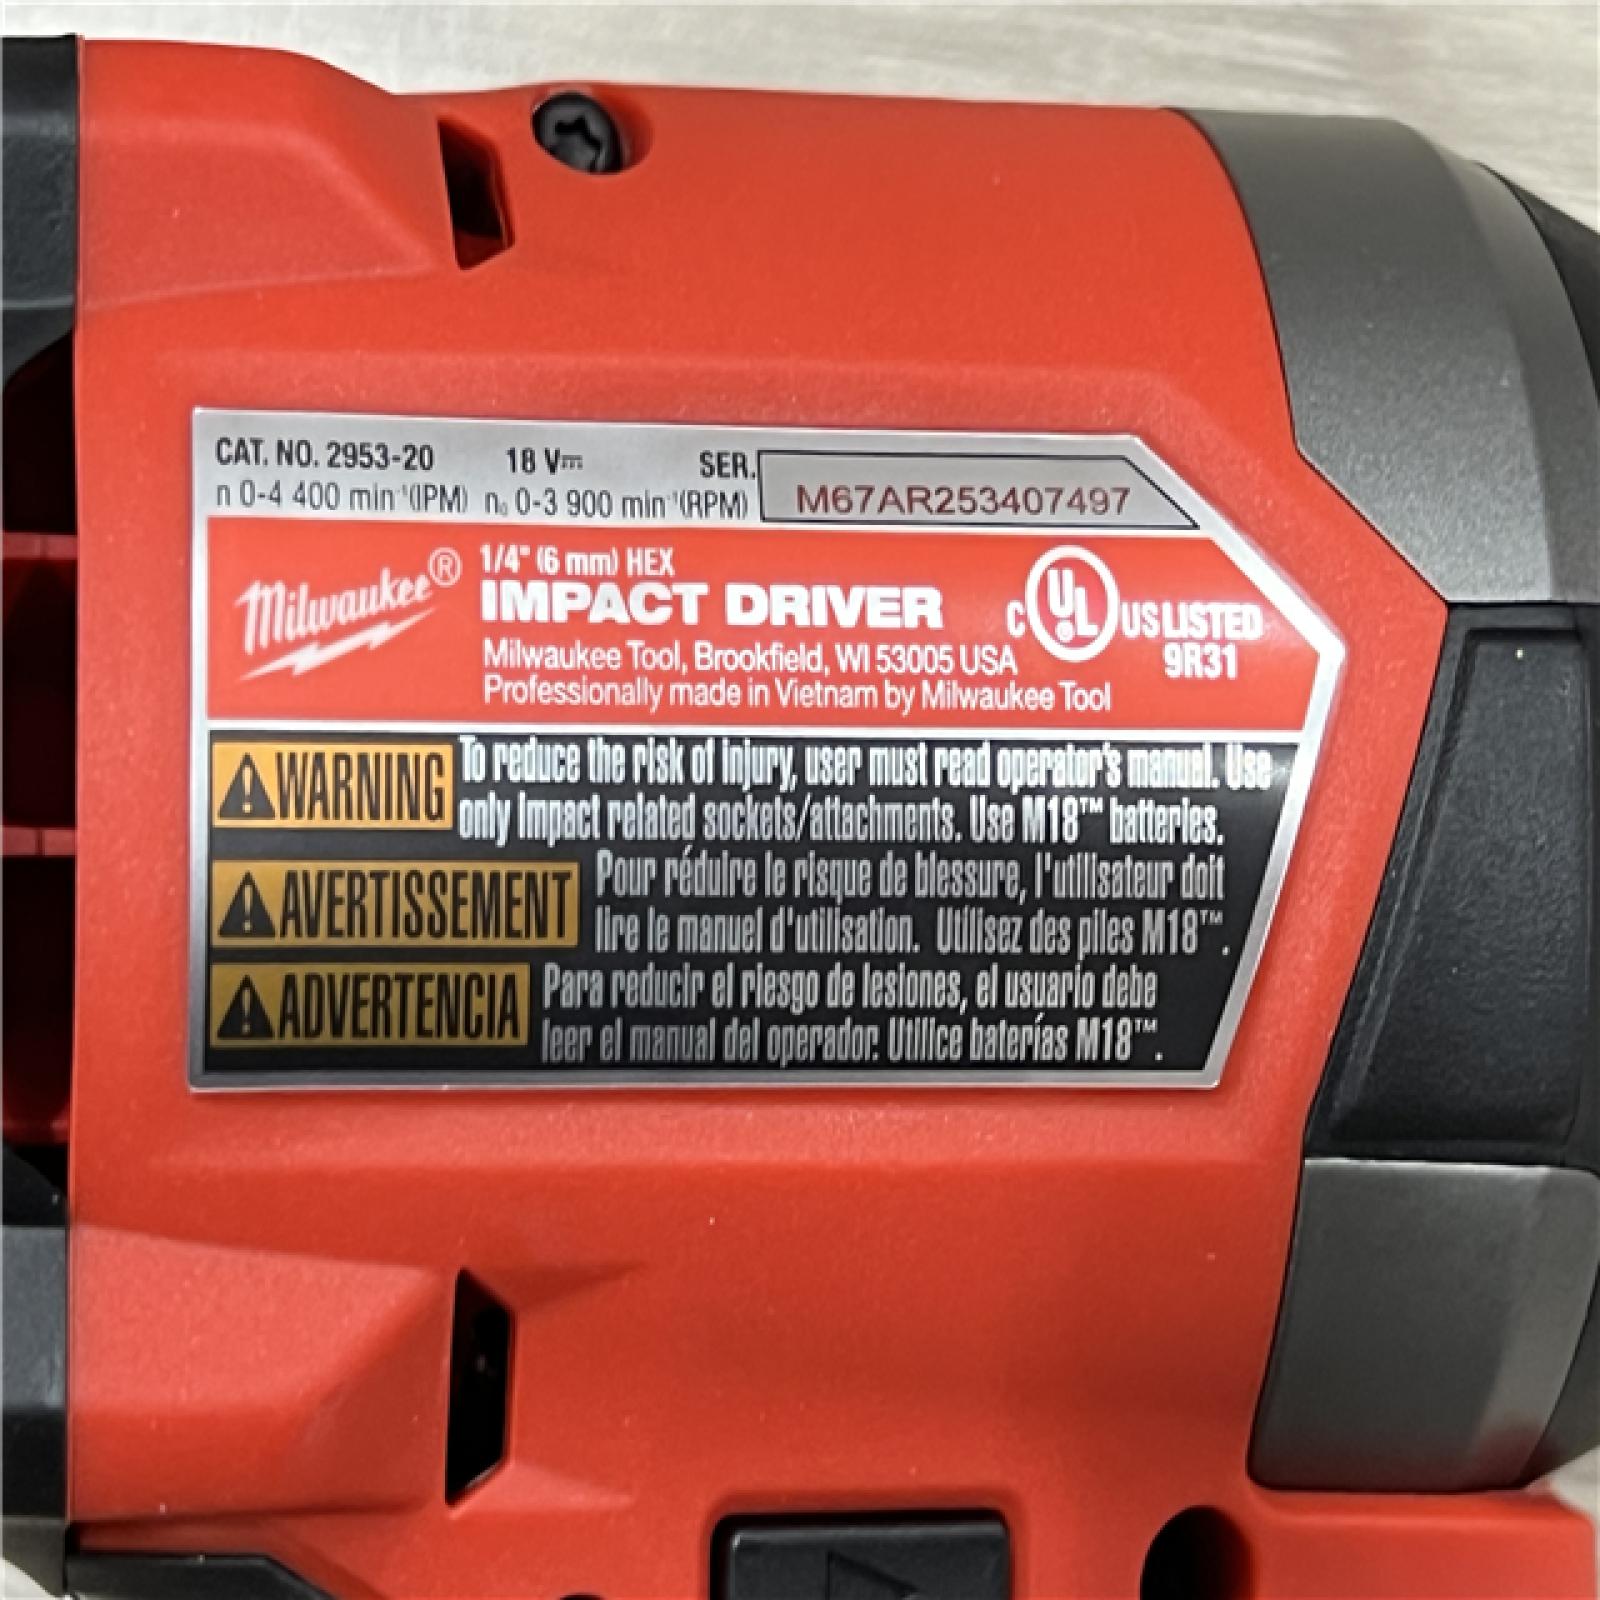 CAT. NO. 2953-20 18 V⎓ SER. M67AR253407497
n 0-4 400 min⁻¹(IPM) n₀ 0-3 900 min⁻¹(RPM)
Milwaukee®
1/4" (6 mm) HEX
IMPACT DRIVER
Milwaukee Tool, Brookfield, WI 53005 USA
Professionally made in Vietnam by Milwaukee Tool
C UL® US LISTED
9R31
WARNING To reduce the risk of injury, user must read operator's manual. Use
only impact related sockets/attachments. Use M18™ batteries.
AVERTISSEMENT Pour réduire le risque de blessure, l'utilisateur doit
lire le manuel d'utilisation. Utilisez des piles M18™.
ADVERTENCIA Para reducir el riesgo de lesiones, el usuario debe
leer el manual del operador. Utilice baterías M18™.